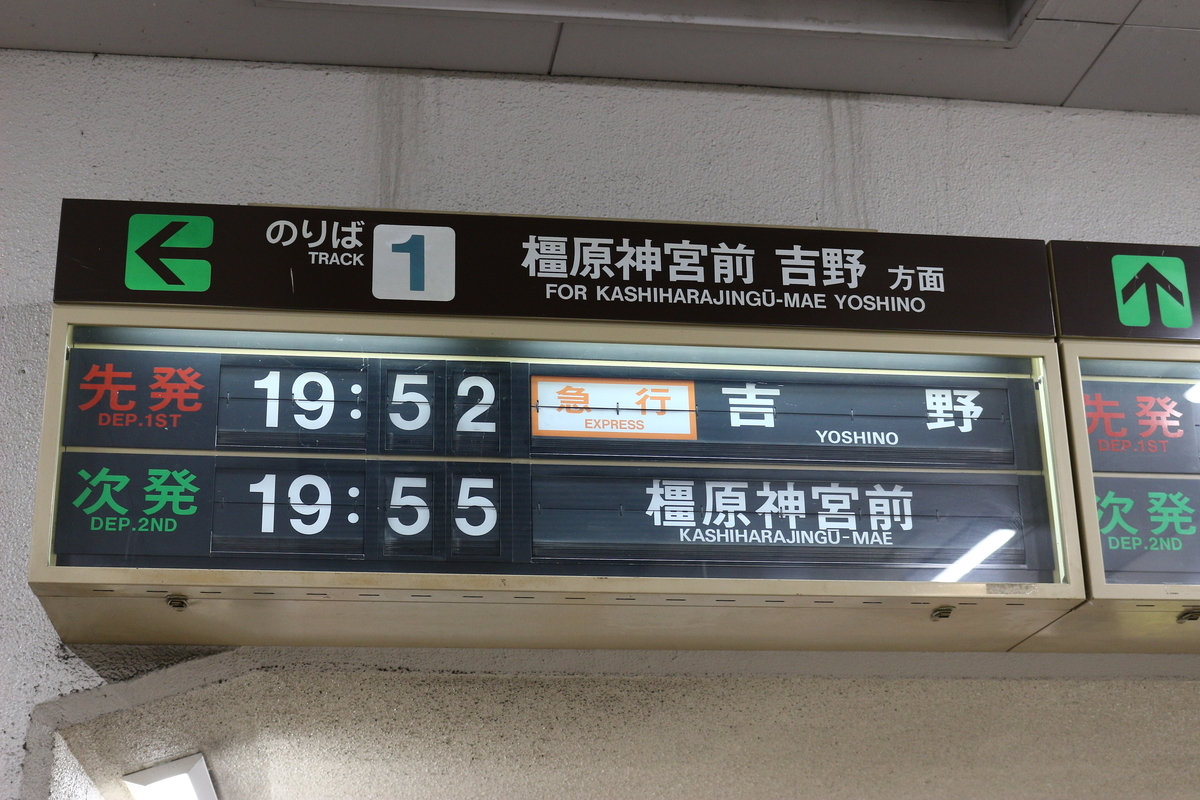 のりば 1 橿原神宮前 吉野 方面
TRACK FOR KASHIHARAJINGŪ-MAE YOSHINO
先発 19:52 急行 吉野
DEP.1ST EXPRESS YOSHINO
次発 19:55 橿原神宮前
DEP.2ND KASHIHARAJINGŪ-MAE
先発
DEP.1ST
次発
DEP.2ND